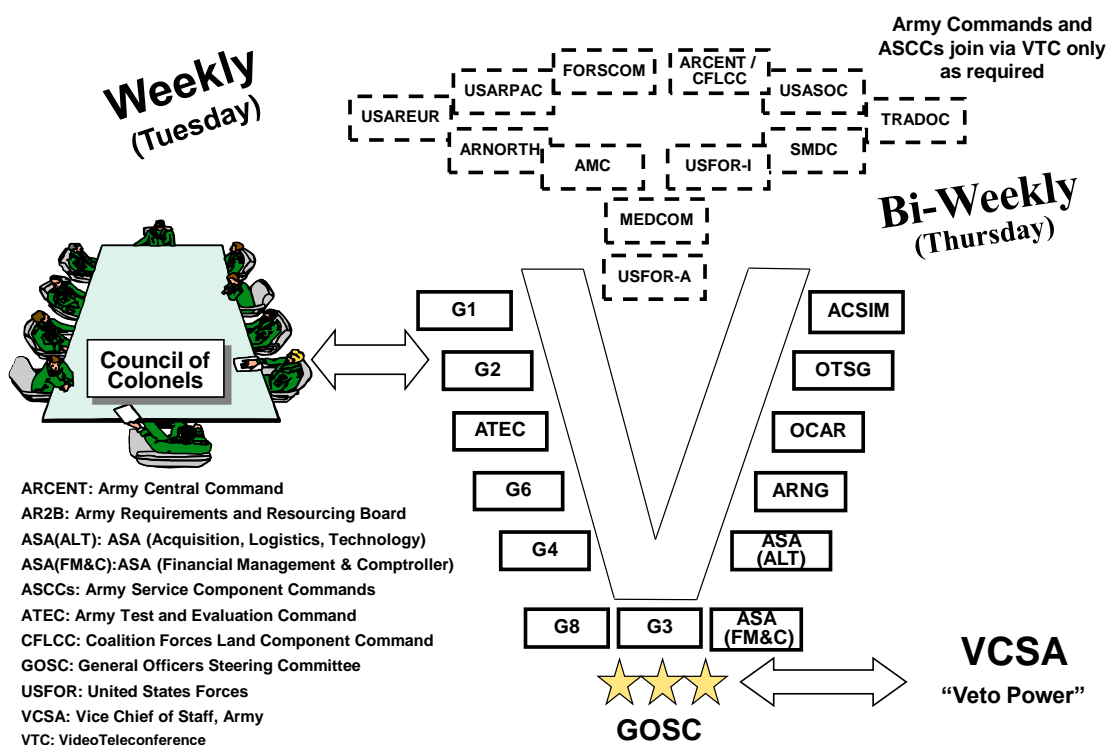 Weekly
(Tuesday)
Army Commands and
ASCCs join via VTC only
as required
FORSCOM
ARCENT /
CFLCC
USARPAC
USASOC
USAREUR
TRADOC
ARNORTH
AMC
USFOR-I
SMDC
MEDCOM
USFOR-A
Bi-Weekly
(Thursday)
Council of
Colonels
G1
G2
ATEC
G6
G4
G8
G3
ASA
(FM&C)
ASA
(ALT)
ARNG
OCAR
OTSG
ACSIM
GOSC
VCSA
“Veto Power”
ARCENT: Army Central Command
AR2B: Army Requirements and Resourcing Board
ASA(ALT): ASA (Acquisition, Logistics, Technology)
ASA(FM&C):ASA (Financial Management & Comptroller)
ASCCs: Army Service Component Commands
ATEC: Army Test and Evaluation Command
CFLCC: Coalition Forces Land Component Command
GOSC: General Officers Steering Committee
USFOR: United States Forces
VCSA: Vice Chief of Staff, Army
VTC: VideoTeleconference